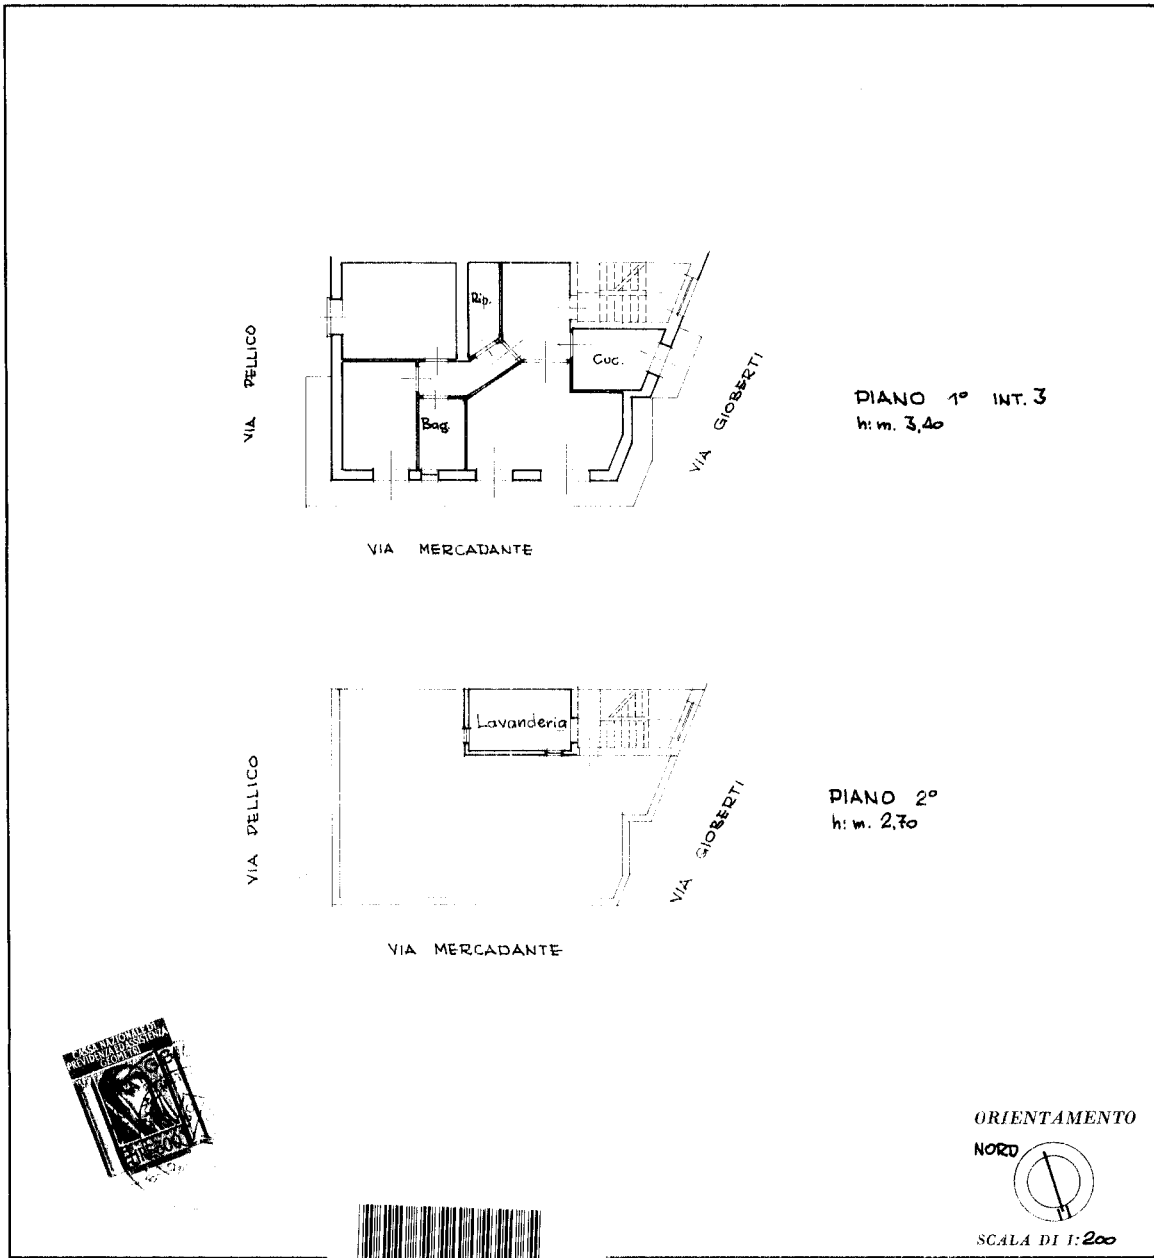 Rip.
Cuc.
Bag.
VIA PELLICO
VIA GIOBERTI
PIANO 1° INT. 3
h: m. 3,40
VIA MERCADANTE
Lavanderia
VIA PELLICO
VIA GIOBERTI
PIANO 2°
h: m. 2,70
VIA MERCADANTE
CASSA NAZIONALE DI
PREVIDENZA ED ASSISTENZA
GEOMETRI
ORIENTAMENTO
NORD
SCALA DI 1: 200